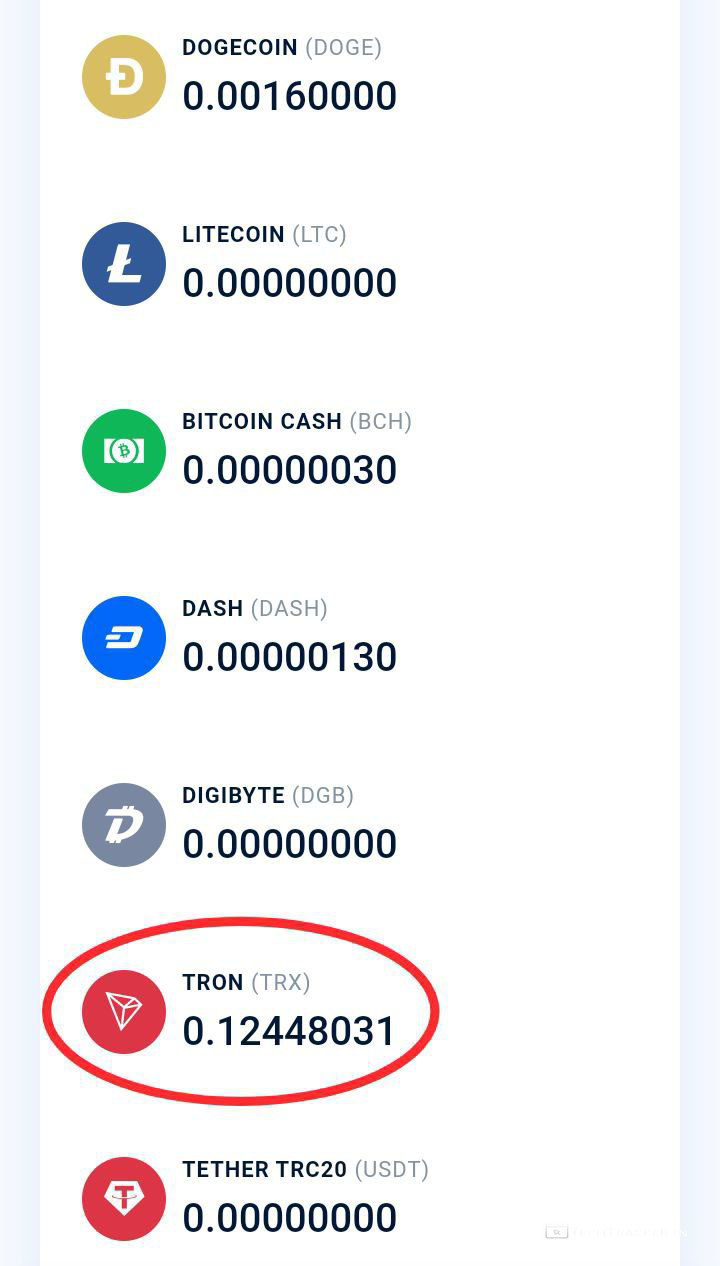 DOGECOIN (DOGE)
0.00160000
LITECOIN (LTC)
0.00000000
BITCOIN CASH (BCH)
0.00000030
DASH (DASH)
0.00000130
DIGIBYTE (DGB)
0.00000000
TRON (TRX)
0.12448031
TETHER TRC20 (USDT)
0.00000000